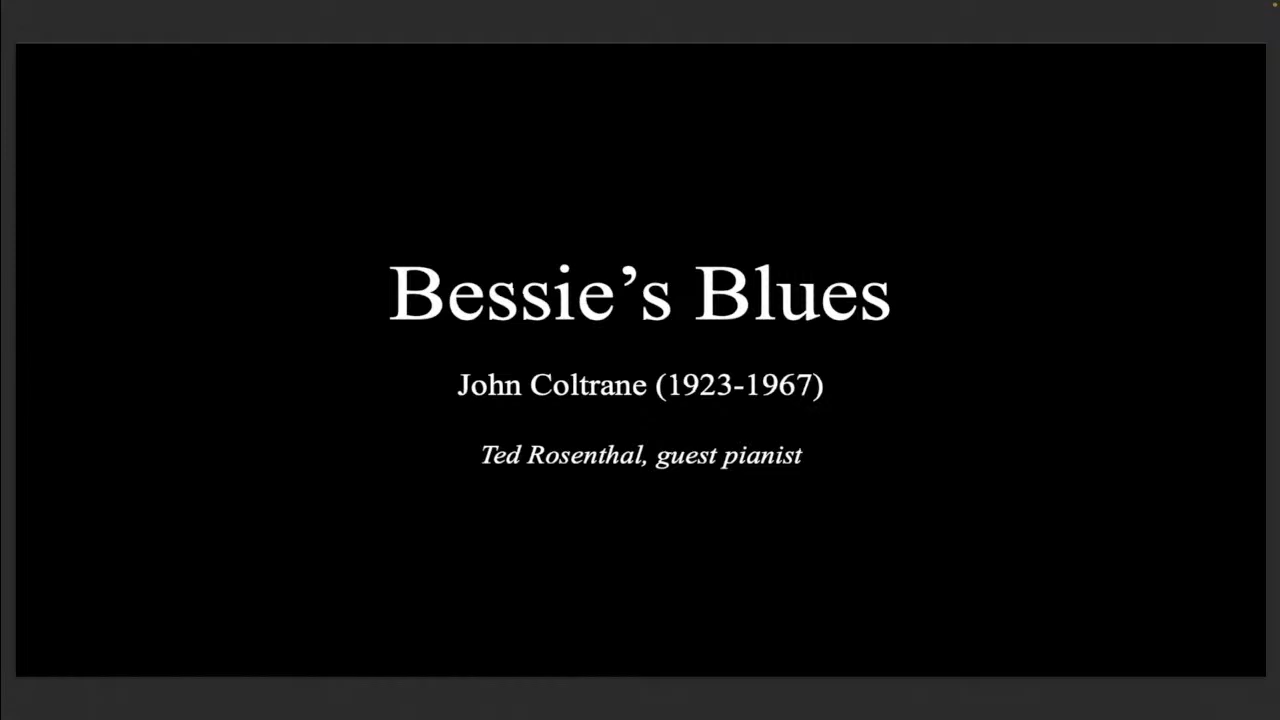 Bessie’s Blues
John Coltrane (1923-1967)
Ted Rosenthal, guest pianist